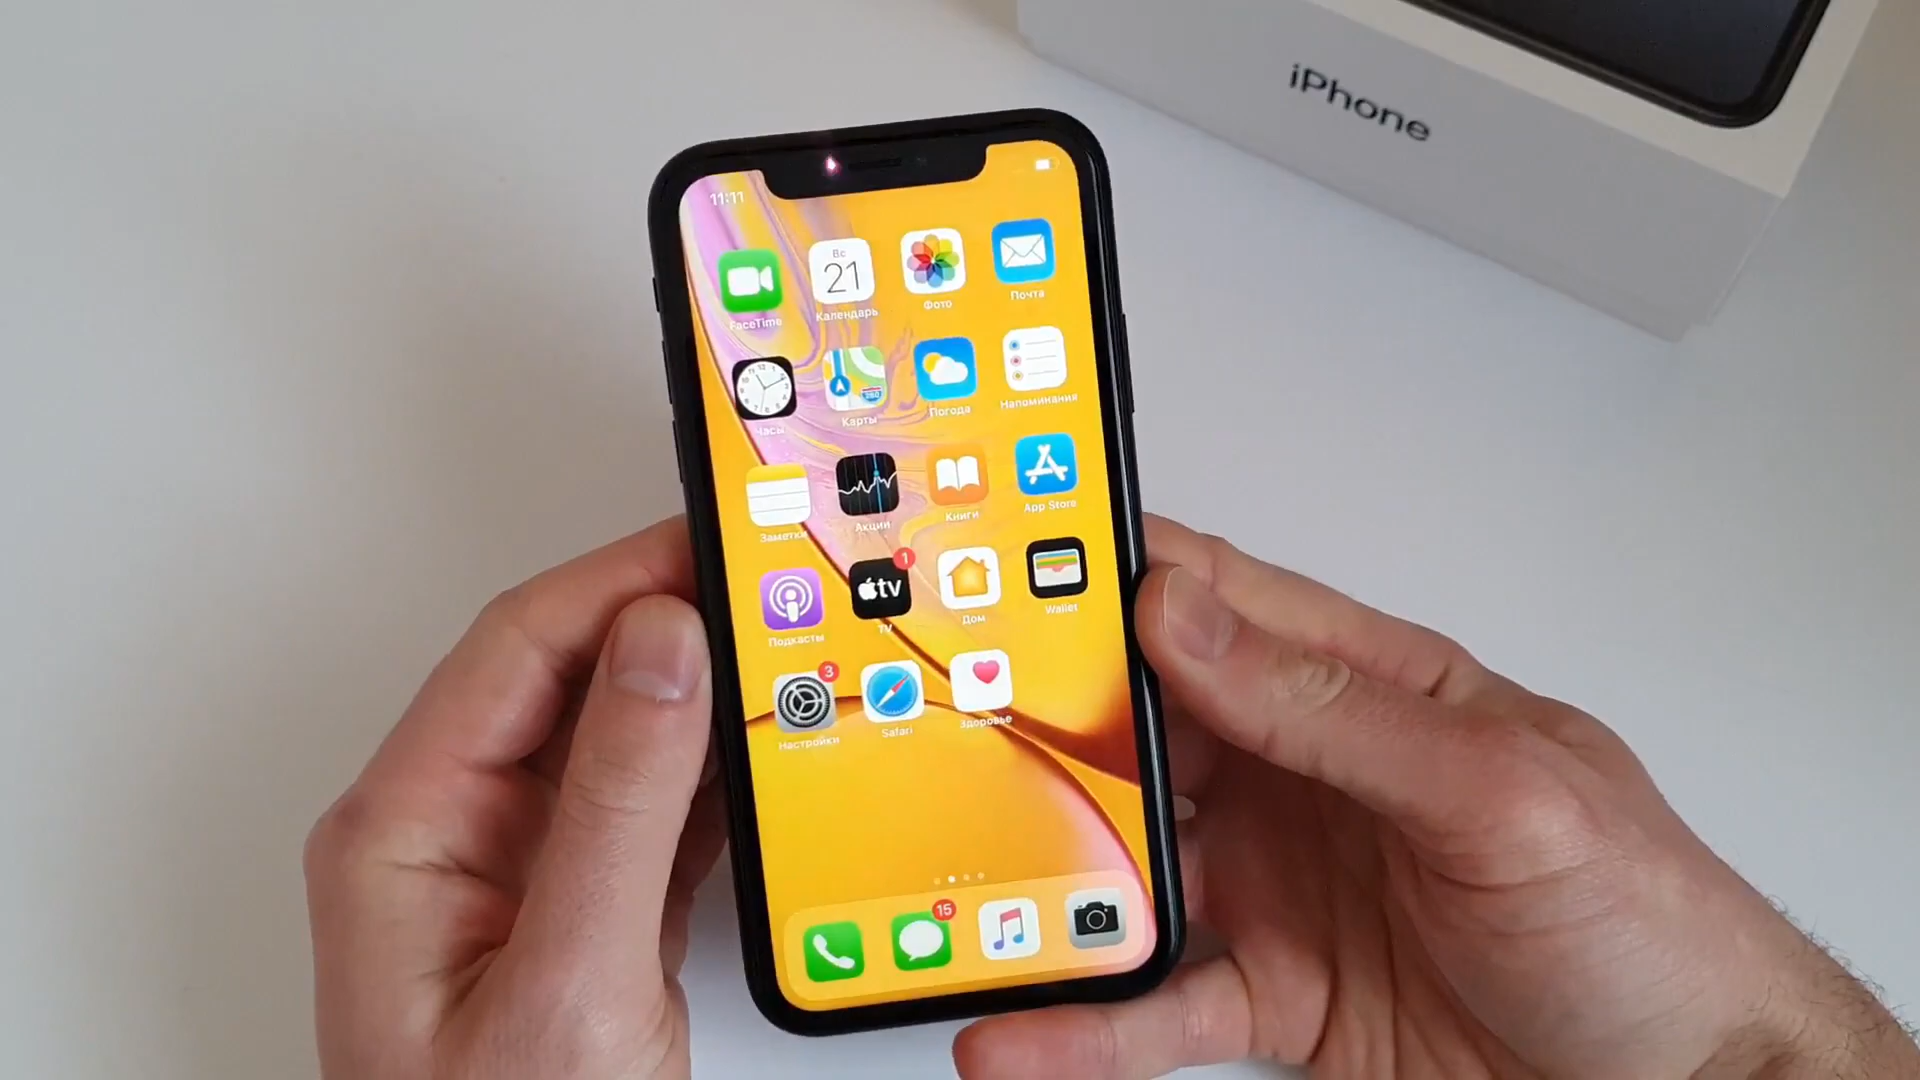 iPhone
11:11
Вс
21
FaceTime
Календарь
Фото
Почта
Часы
Карты
Погода
Напоминания
280
Заметки
Акции
Книги
App Store
1
tv
Подкасты
TV
Дом
Wallet
3
Настройки
Safari
Здоровье
15